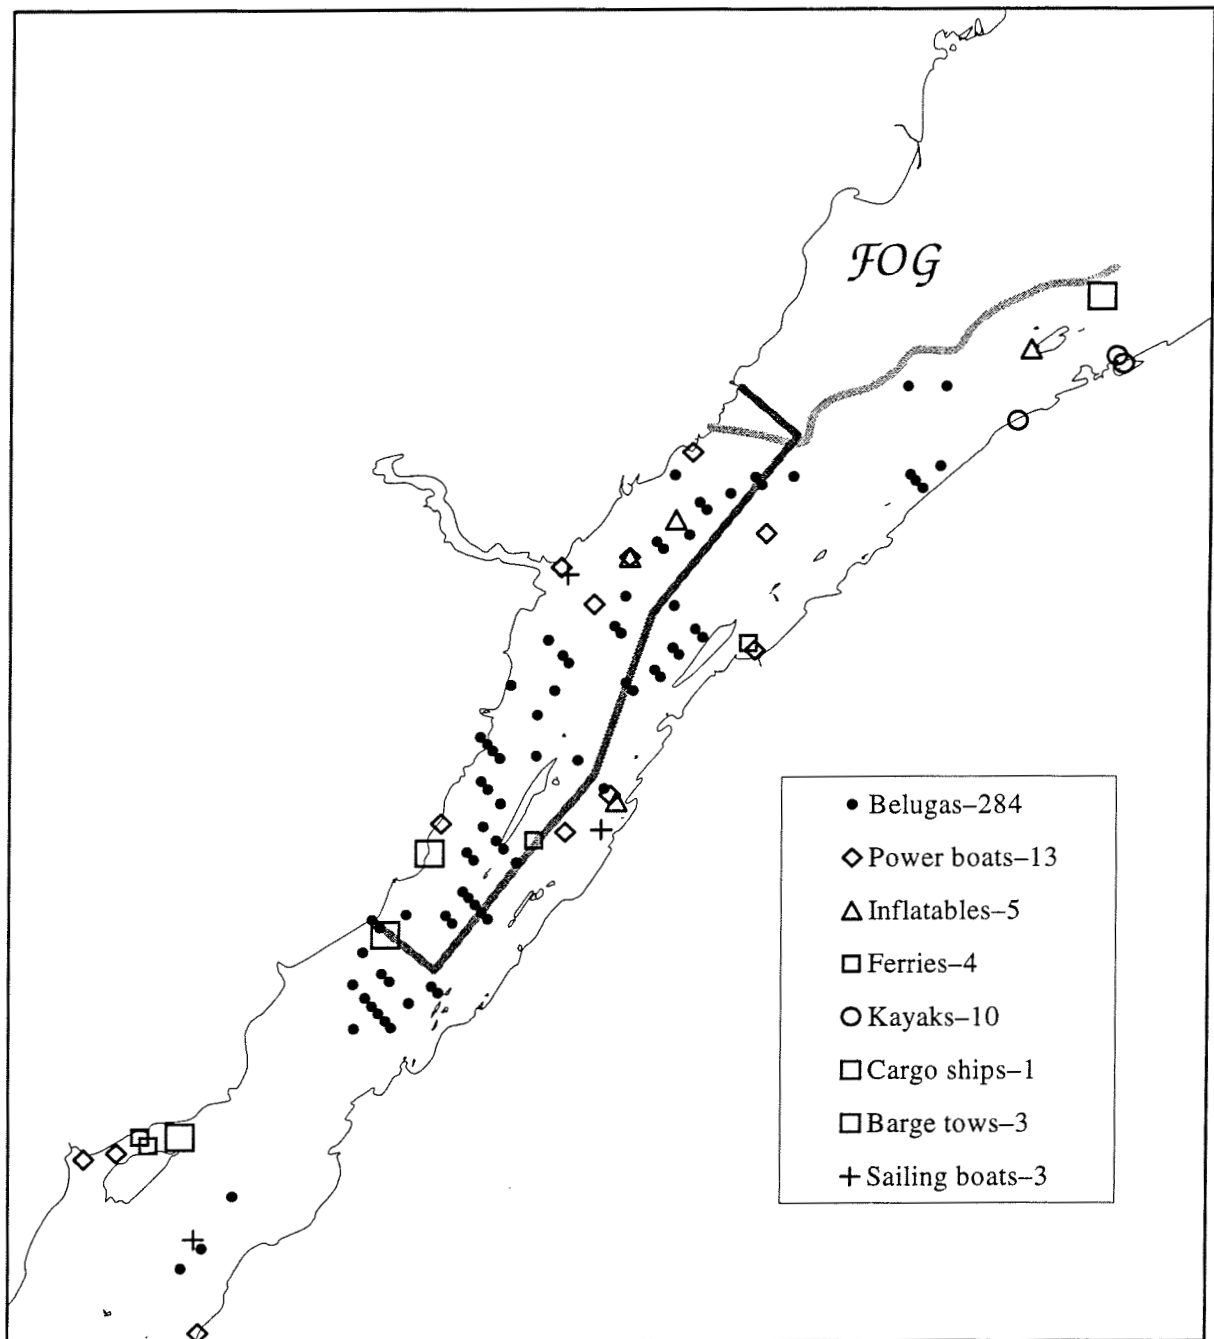 FOG
Belugas–284
Power boats–13
Inflatables–5
Ferries–4
Kayaks–10
Cargo ships–1
Barge tows–3
Sailing boats–3